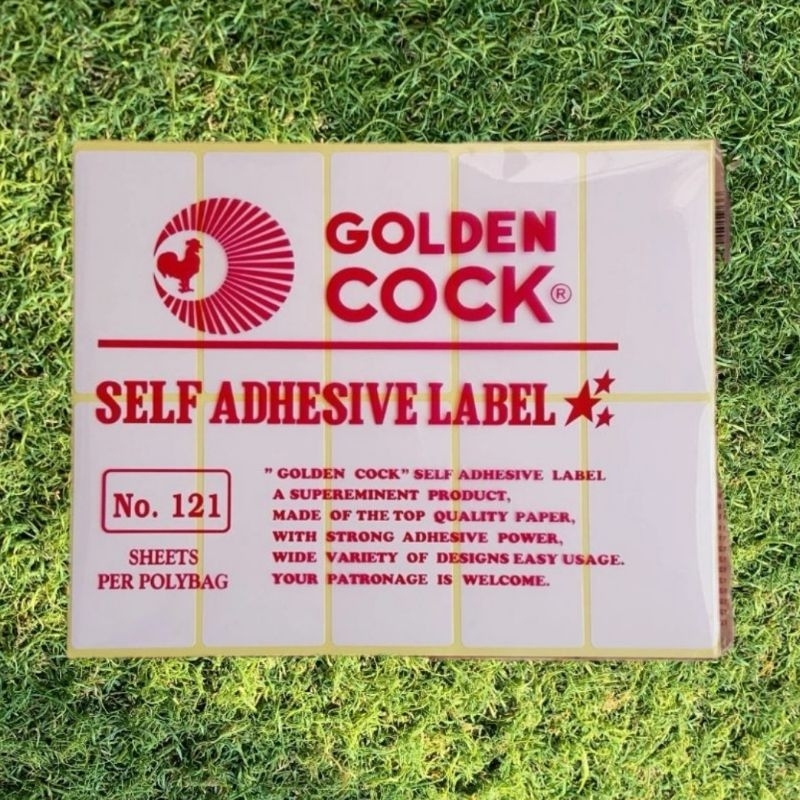 GOLDEN
COCK®
SELF ADHESIVE LABEL
No. 121
SHEETS
PER POLYBAG
" GOLDEN COCK" SELF ADHESIVE LABEL
A SUPEREMINENT PRODUCT,
MADE OF THE TOP QUALITY PAPER,
WITH STRONG ADHESIVE POWER,
WIDE VARIETY OF DESIGNS EASY USAGE.
YOUR PATRONAGE IS WELCOME.